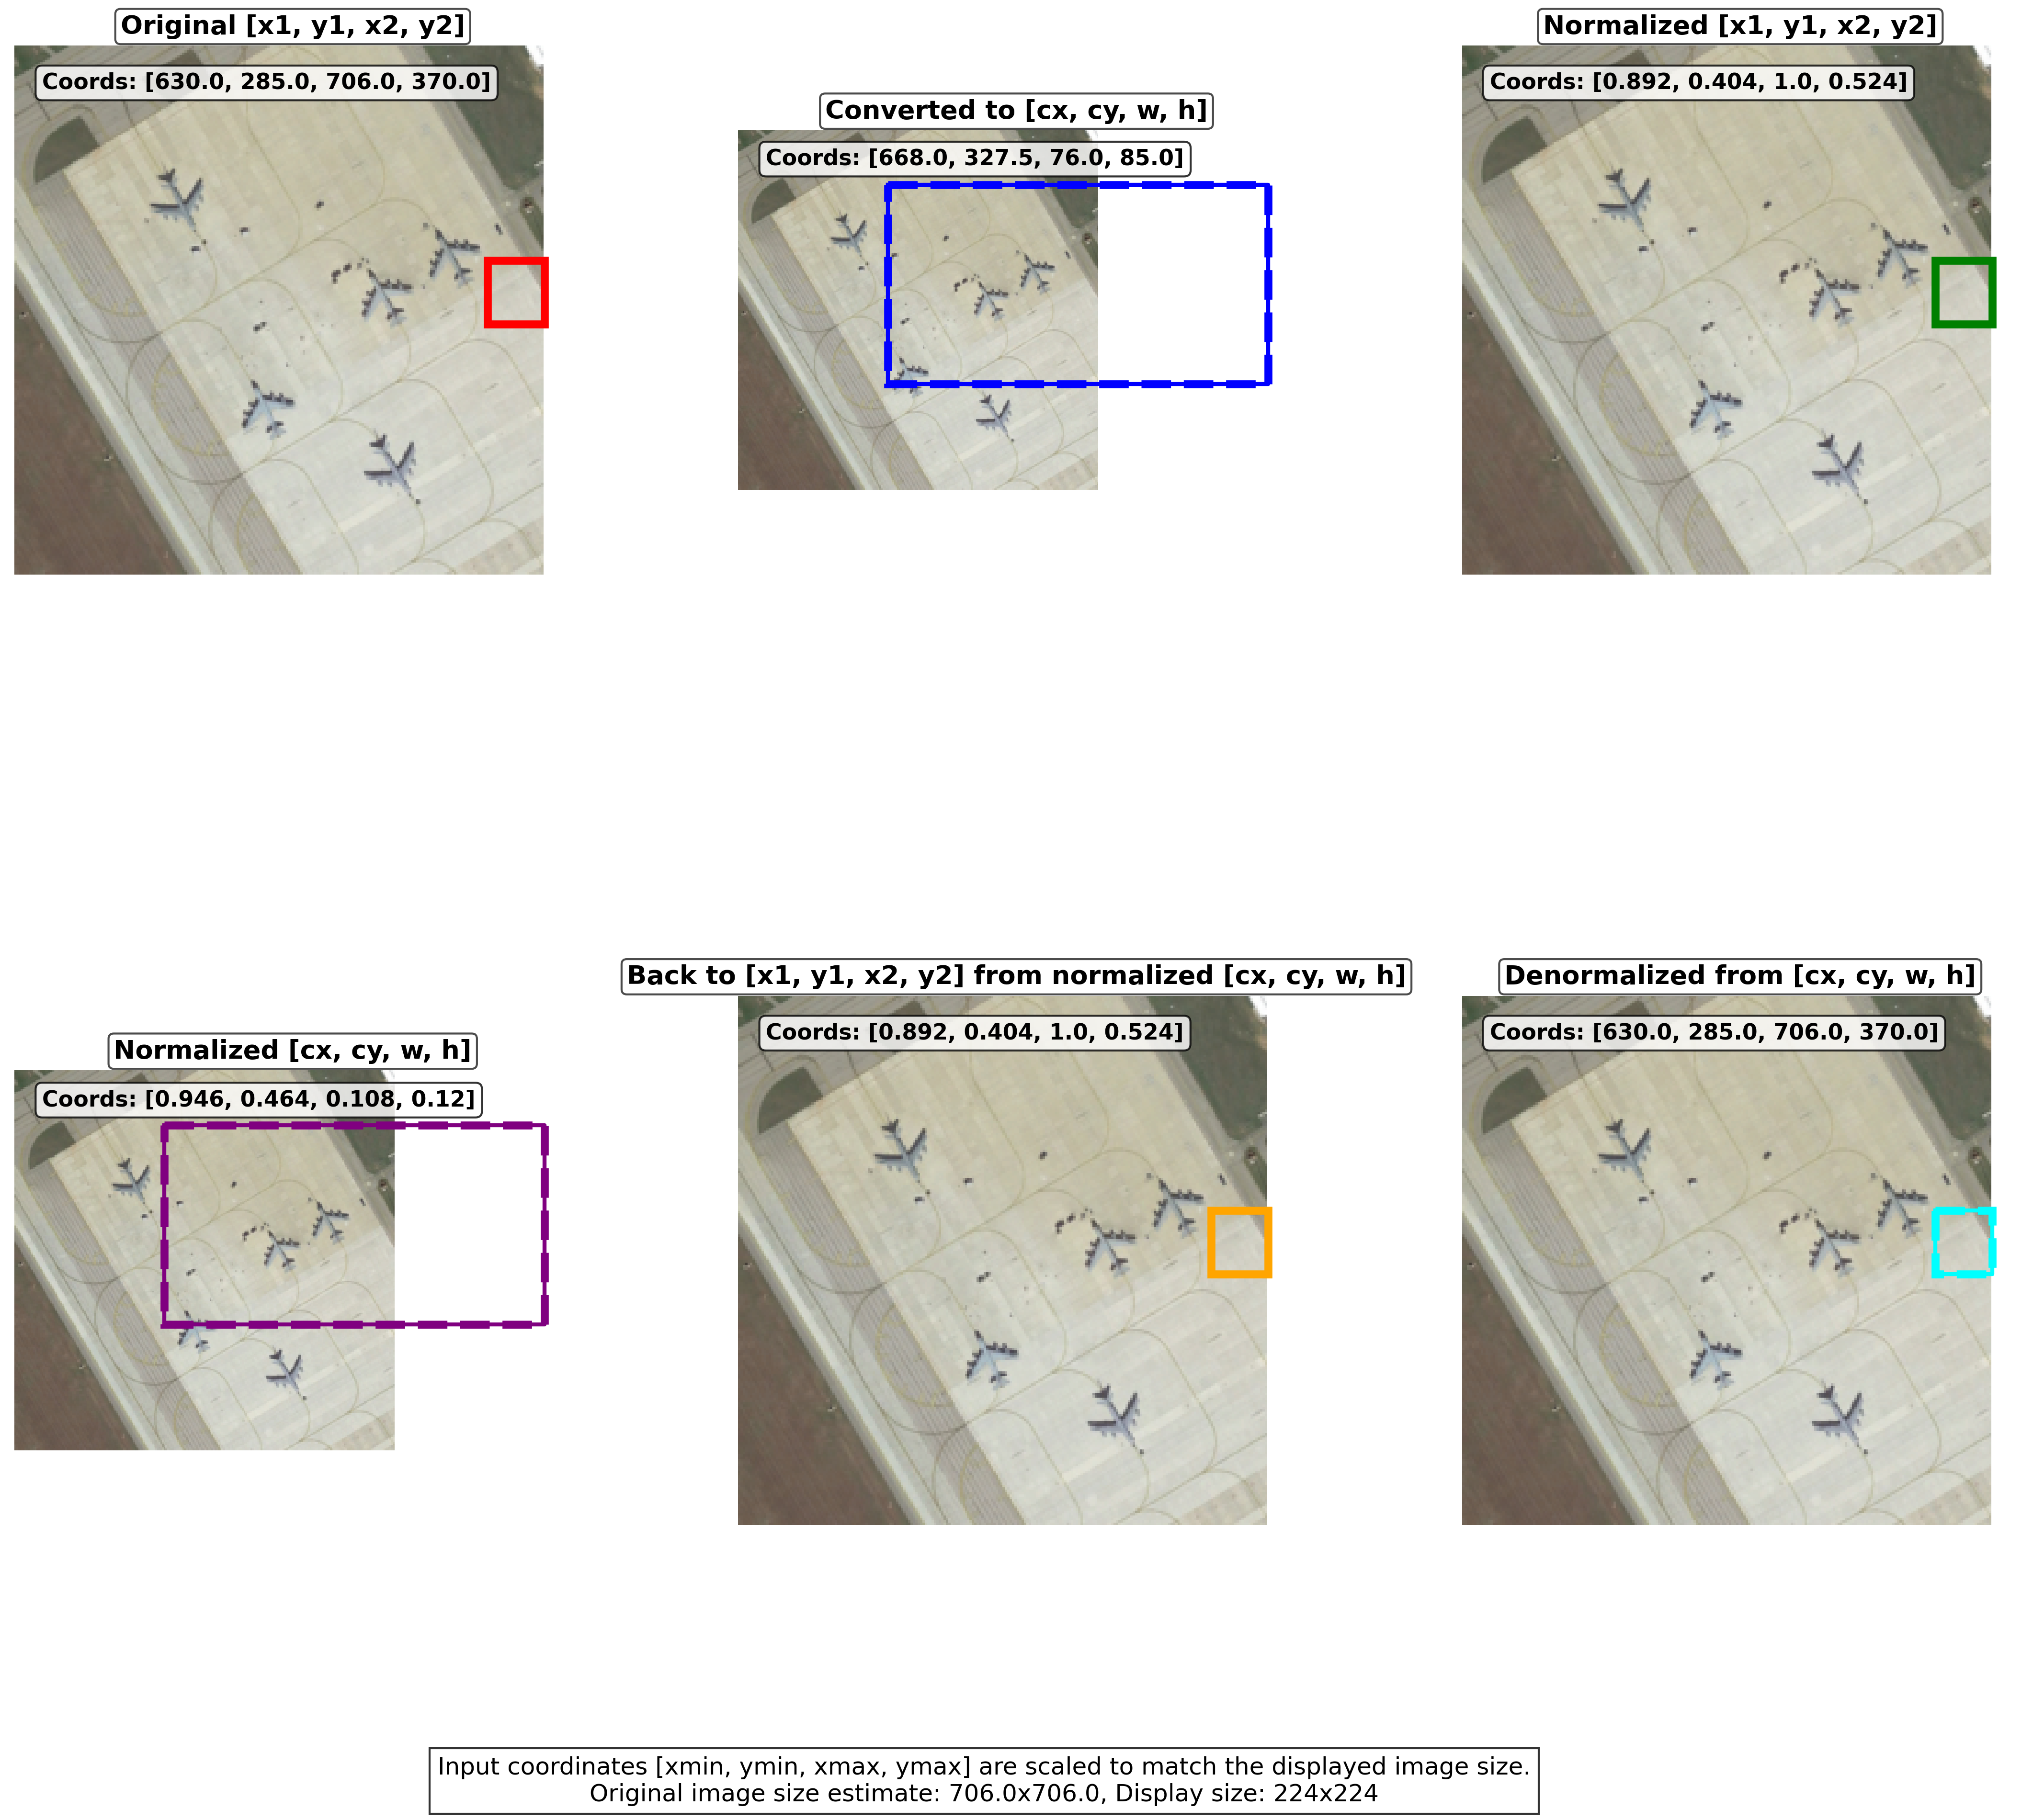 Original [x1, y1, x2, y2]
Coords: [630.0, 285.0, 706.0, 370.0]
Converted to [cx, cy, w, h]
Coords: [668.0, 327.5, 76.0, 85.0]
Normalized [x1, y1, x2, y2]
Coords: [0.892, 0.404, 1.0, 0.524]
Normalized [cx, cy, w, h]
Coords: [0.946, 0.464, 0.108, 0.12]
Back to [x1, y1, x2, y2] from normalized [cx, cy, w, h]
Coords: [0.892, 0.404, 1.0, 0.524]
Denormalized from [cx, cy, w, h]
Coords: [630.0, 285.0, 706.0, 370.0]
Input coordinates [xmin, ymin, xmax, ymax] are scaled to match the displayed image size.
Original image size estimate: 706.0x706.0, Display size: 224x224